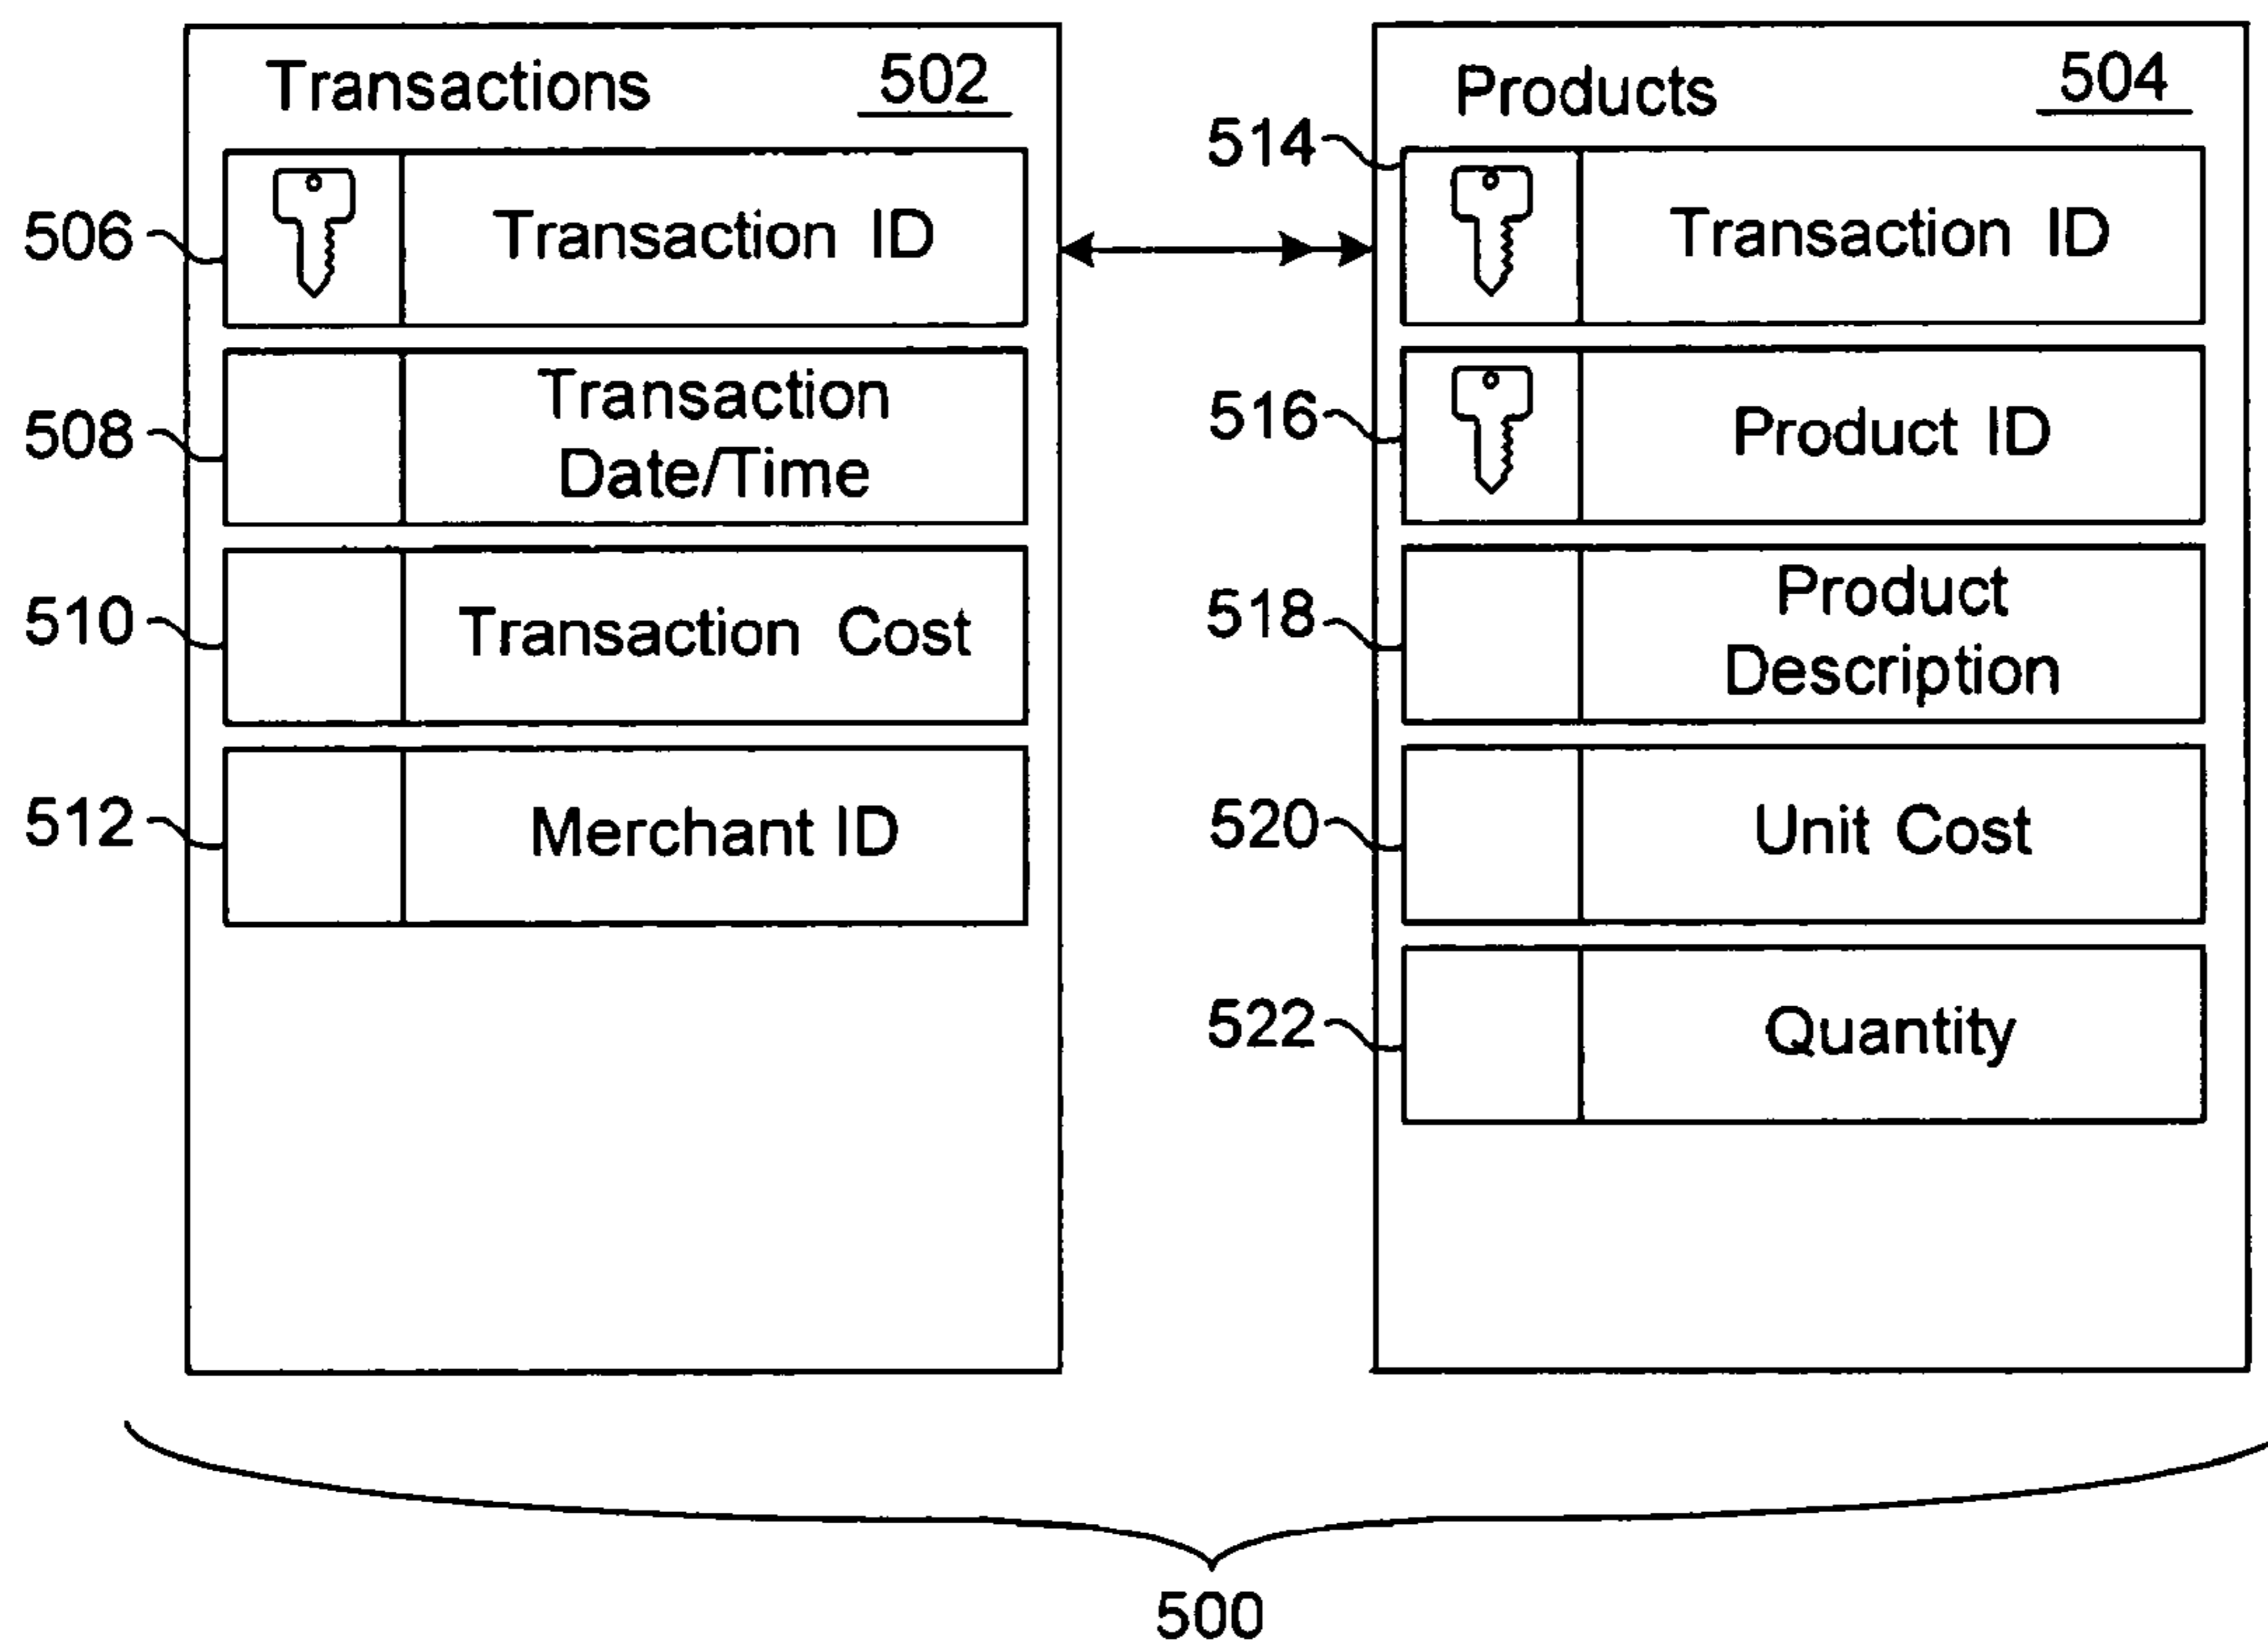 Transactions 502
506 Transaction ID
508 Transaction
Date/Time
510 Transaction Cost
512 Merchant ID
Products 504
514 Transaction ID
516 Product ID
518 Product
Description
520 Unit Cost
522 Quantity
500